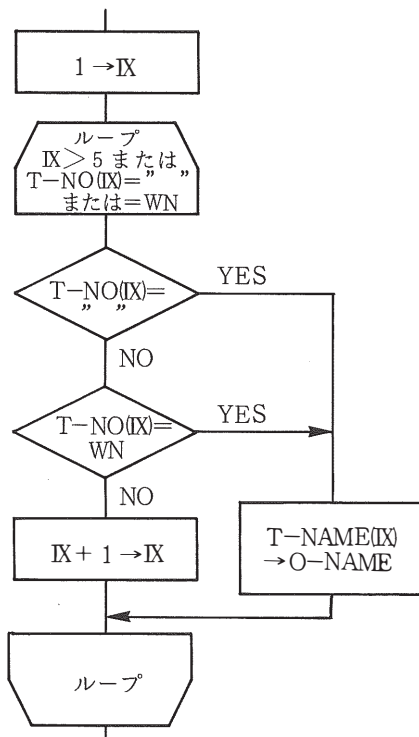 1→IX
ループ
IX>5 または
T-NO(IX)=" "
または=WN
T-NO(IX)=
" "
YES
NO
T-NO(IX)=
WN
YES
NO
IX+1→IX
T-NAME(IX)
→O-NAME
ループ